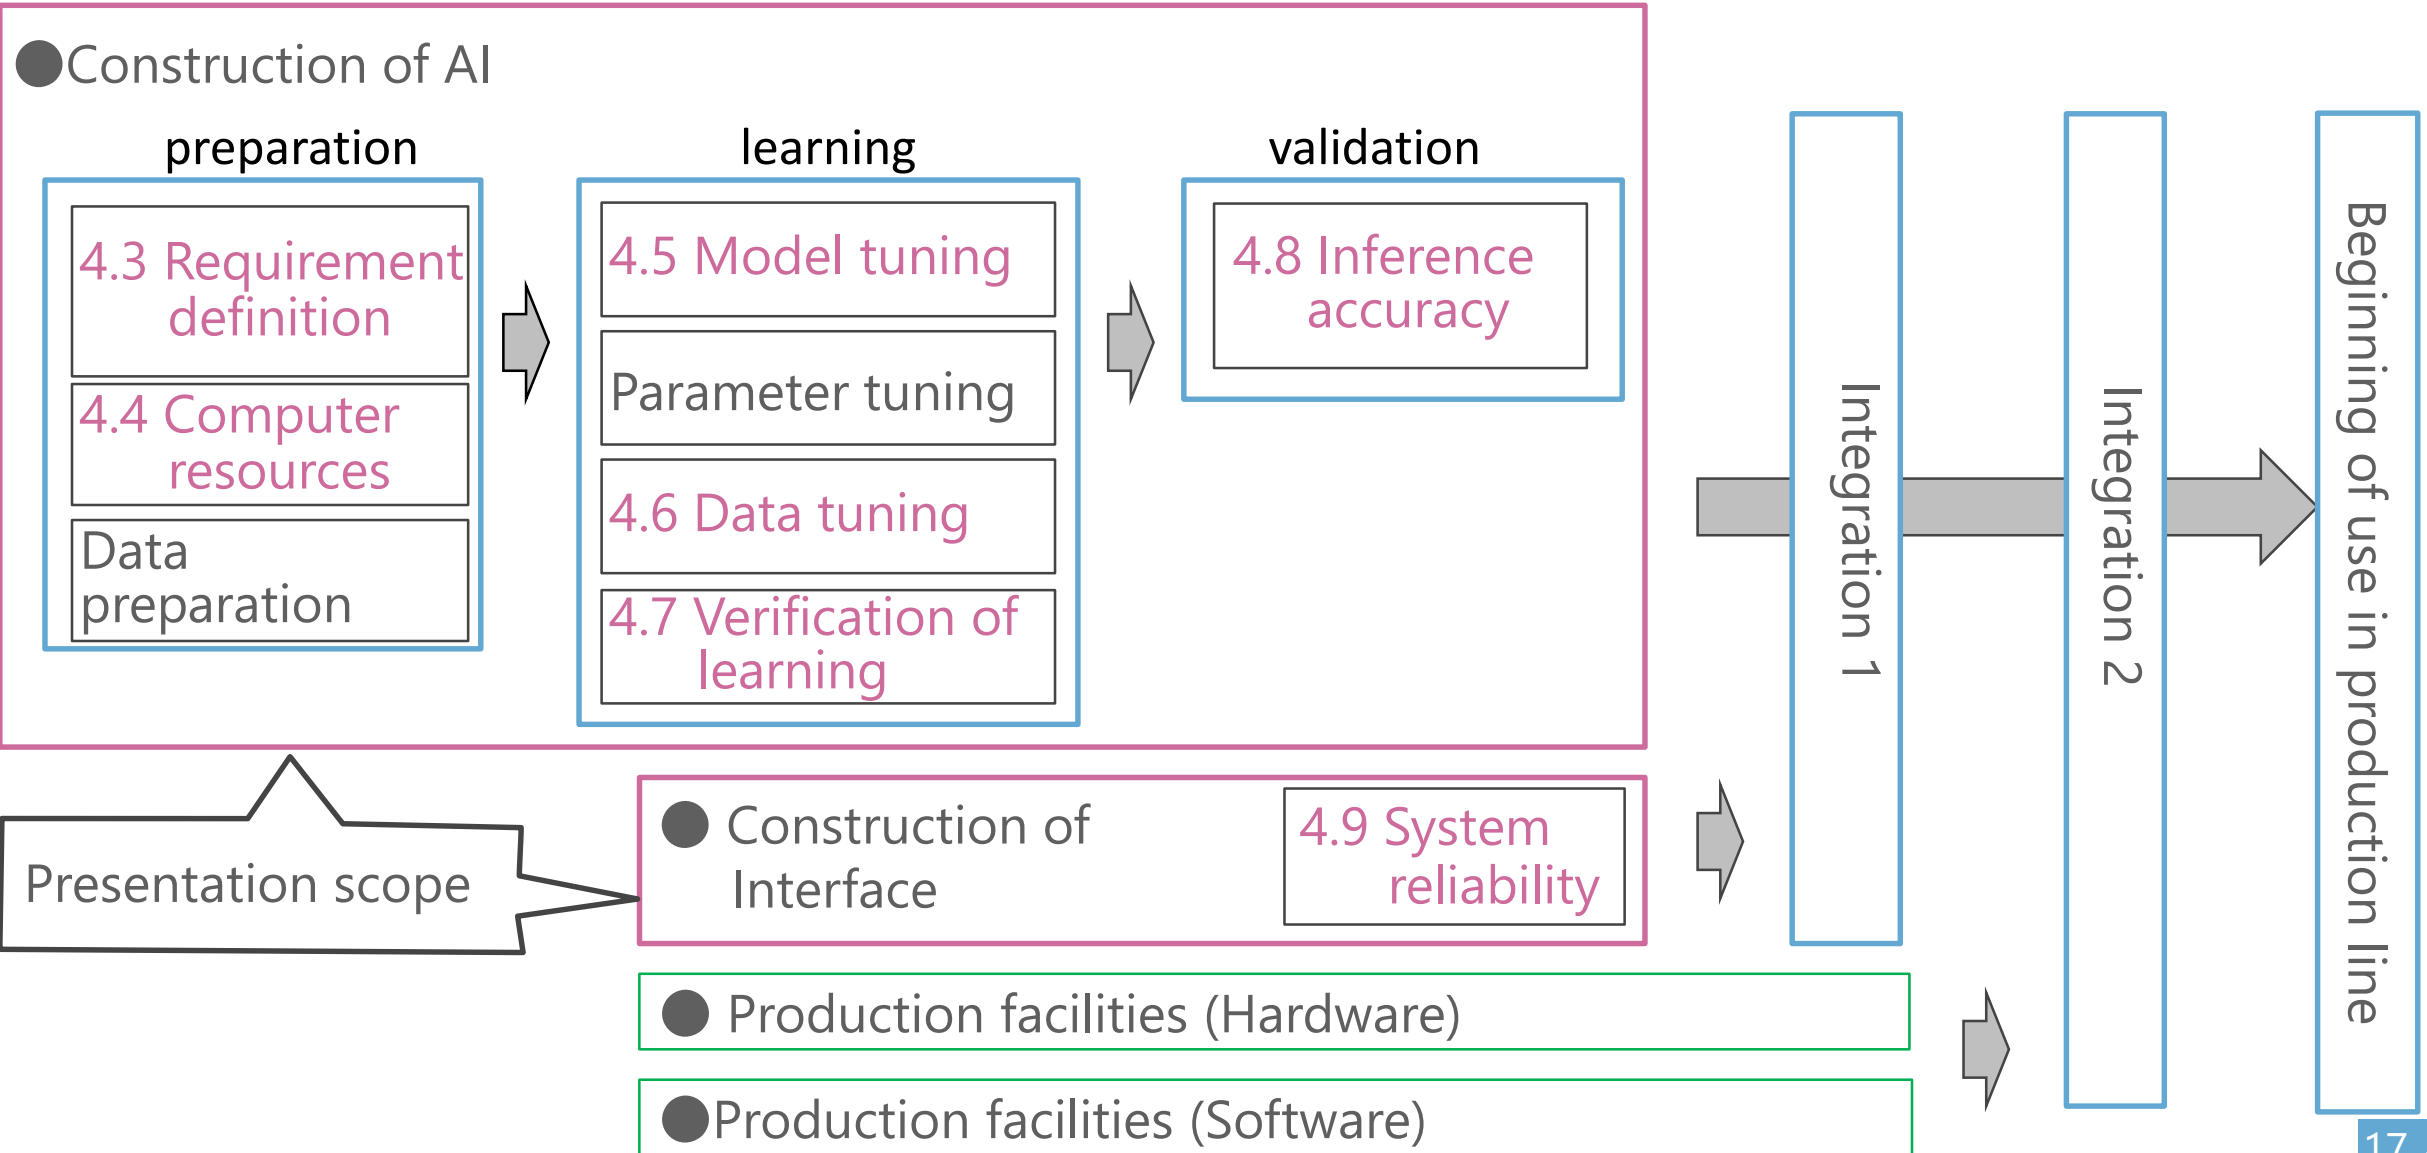 ●Construction of AI
preparation
4.3 Requirement
definition
4.4 Computer
resources
Data
preparation
learning
4.5 Model tuning
Parameter tuning
4.6 Data tuning
4.7 Verification of
learning
validation
4.8 Inference
accuracy
Presentation scope
● Construction of
Interface
4.9 System
reliability
● Production facilities (Hardware)
●Production facilities (Software)
Integration 1
Integration 2
Beginning of use in production line
17